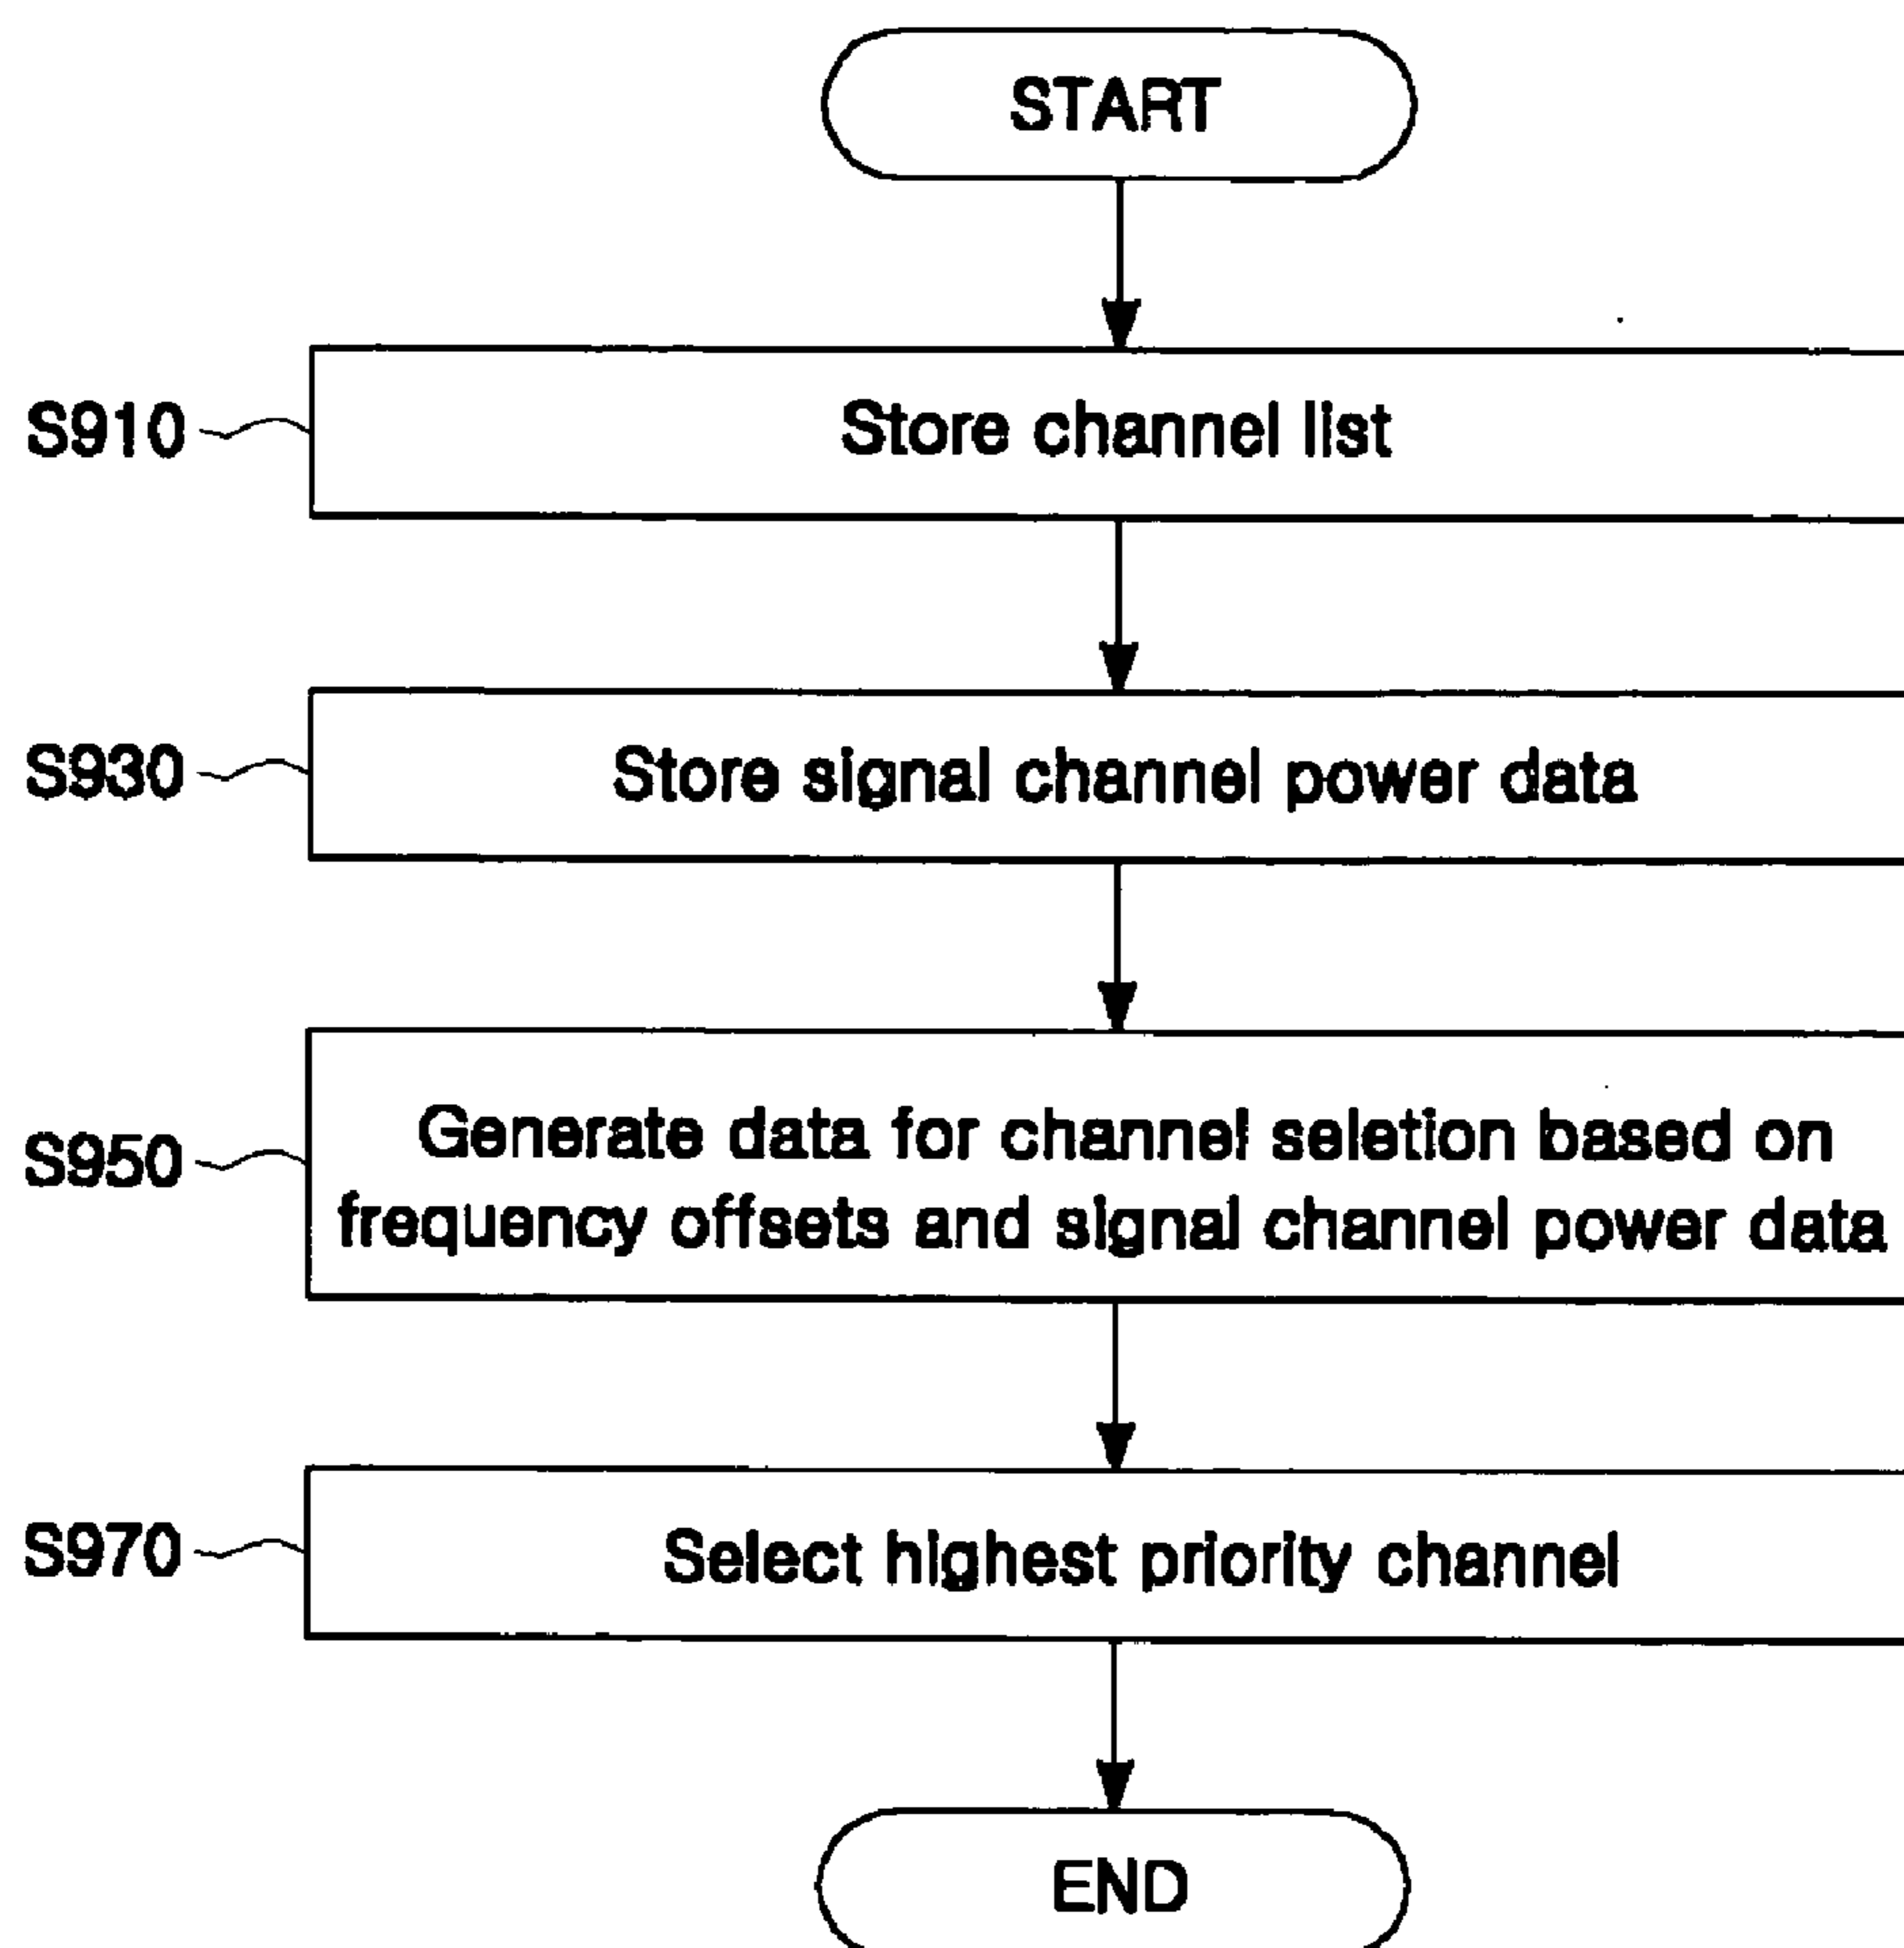 START
S910
Store channel list
S930
Store signal channel power data
S950
Generate data for channel seletion based on
frequency offsets and signal channel power data
S970
Select highest priority channel
END